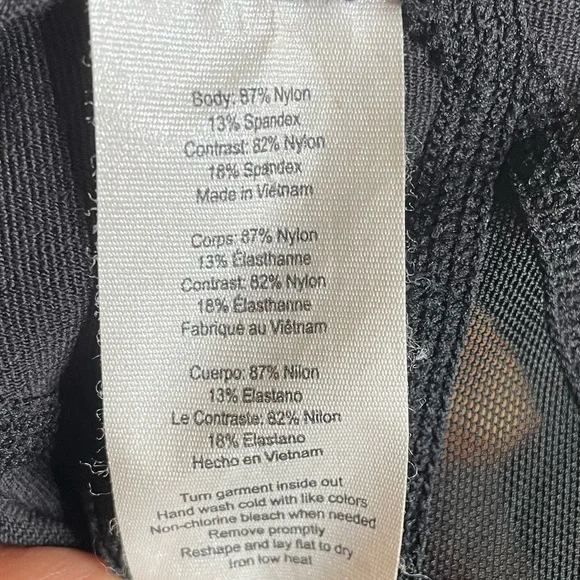 Body: 87% Nylon
13% Spandex
Contrast: 82% Nylon
18% Spandex
Made in Vietnam
Corps: 87% Nylon
13% Élasthanne
Contrast: 82% Nylon
18% Élasthanne
Fabriqué au Viêtnam
Cuerpo: 87% Nilon
13% Elastano
Le Contraste: 82% Nilon
18% Elastano
Hecho en Vietnam
Turn garment inside out
Hand wash cold with like colors
Non-chlorine bleach when needed
Remove promptly
Reshape and lay flat to dry
Iron low heat